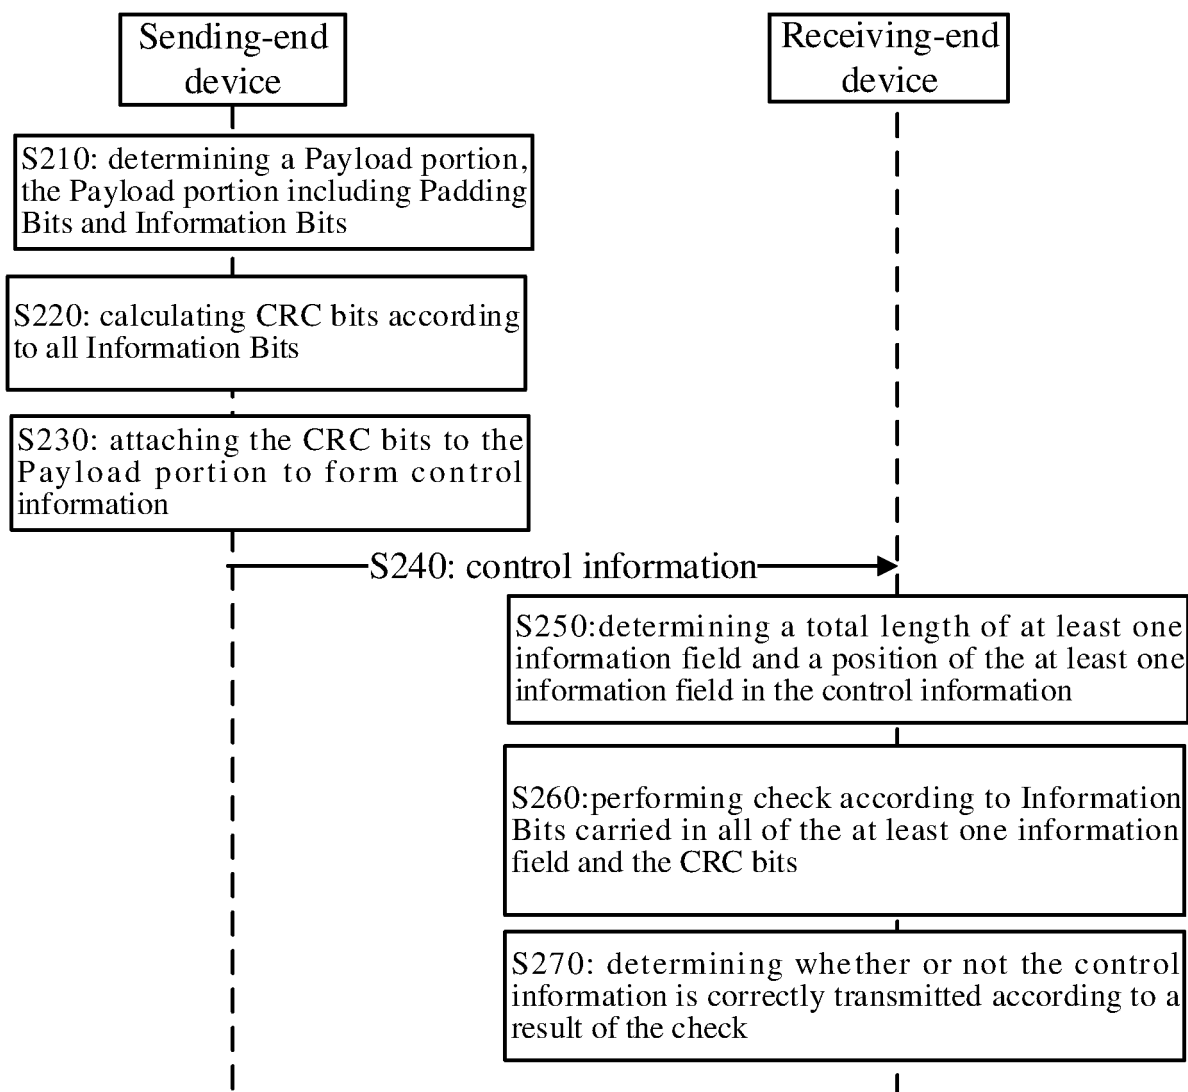 Sending-end
device
Receiving-end
device
S210: determining a Payload portion,
the Payload portion including Padding
Bits and Information Bits
S220: calculating CRC bits according
to all Information Bits
S230: attaching the CRC bits to the
Payload portion to form control
information
S240: control information
S250:determining a total length of at least one
information field and a position of the at least one
information field in the control information
S260:performing check according to Information
Bits carried in all of the at least one information
field and the CRC bits
S270: determining whether or not the control
information is correctly transmitted according to a
result of the check